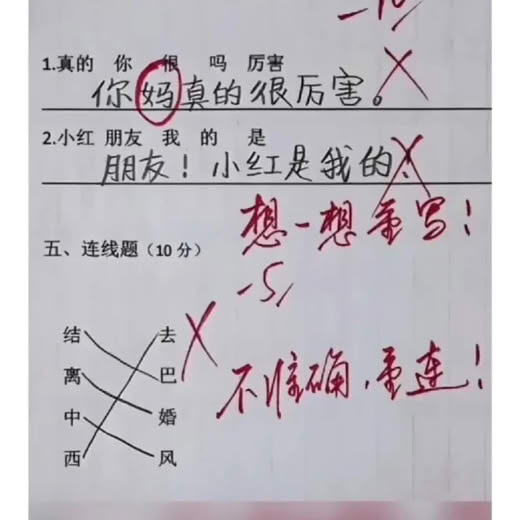 -10
1.真的 你 很 吗 厉害
你妈真的很厉害。
2.小红 朋友 我 的 是
朋友！小红是我的！
想一想重写！
五、连线题（10 分）
-5
结 去
离 巴
不准确，重连！
中 婚
西 风